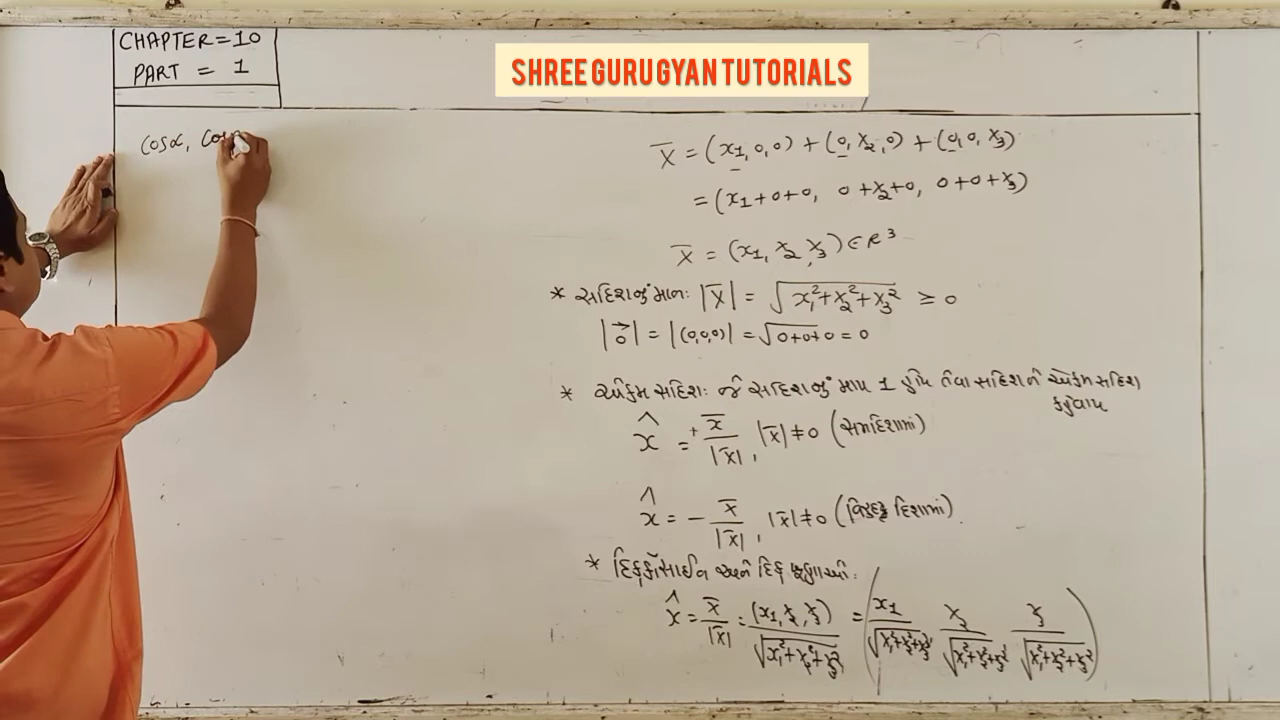 CHAPTER=10
PART = 1
SHREE GURU GYAN TUTORIALS
cosα, cos
x̄ = (x₁,0,0) + (0,x₂,0) + (0,0,x₃)
= (x₁+0+0, 0+x₂+0, 0+0+x₃)
x̄ = (x₁, x₂, x₃) ∈ R³
* સદિશનું માન: |x̄| = √(x₁²+x₂²+x₃²) ≥ 0
|0⃗| = |(0,0,0)| = √(0+0+0) = 0
* એકમ સદિશ: જે સદિશનું માપ 1 હોય તેવા સદિશને એકમ સદિશ
કહેવાય
x̂ = + x̄/|x̄|, |x̄| ≠ 0 (સમદિશામાં)
x̂ = - x̄/|x̄|, |x̄| ≠ 0 (વિરુદ્ધ દિશામાં)
* દિક્કોસાઈન અને દિક્ ખૂણાઓ:
x̂ = x̄/|x̄| = (x₁, x₂, x₃)/√(x₁²+x₂²+x₃²) = (x₁/√(x₁²+x₂²+x₃²), x₂/√(x₁²+x₂²+x₃²), x₃/√(x₁²+x₂²+x₃²))